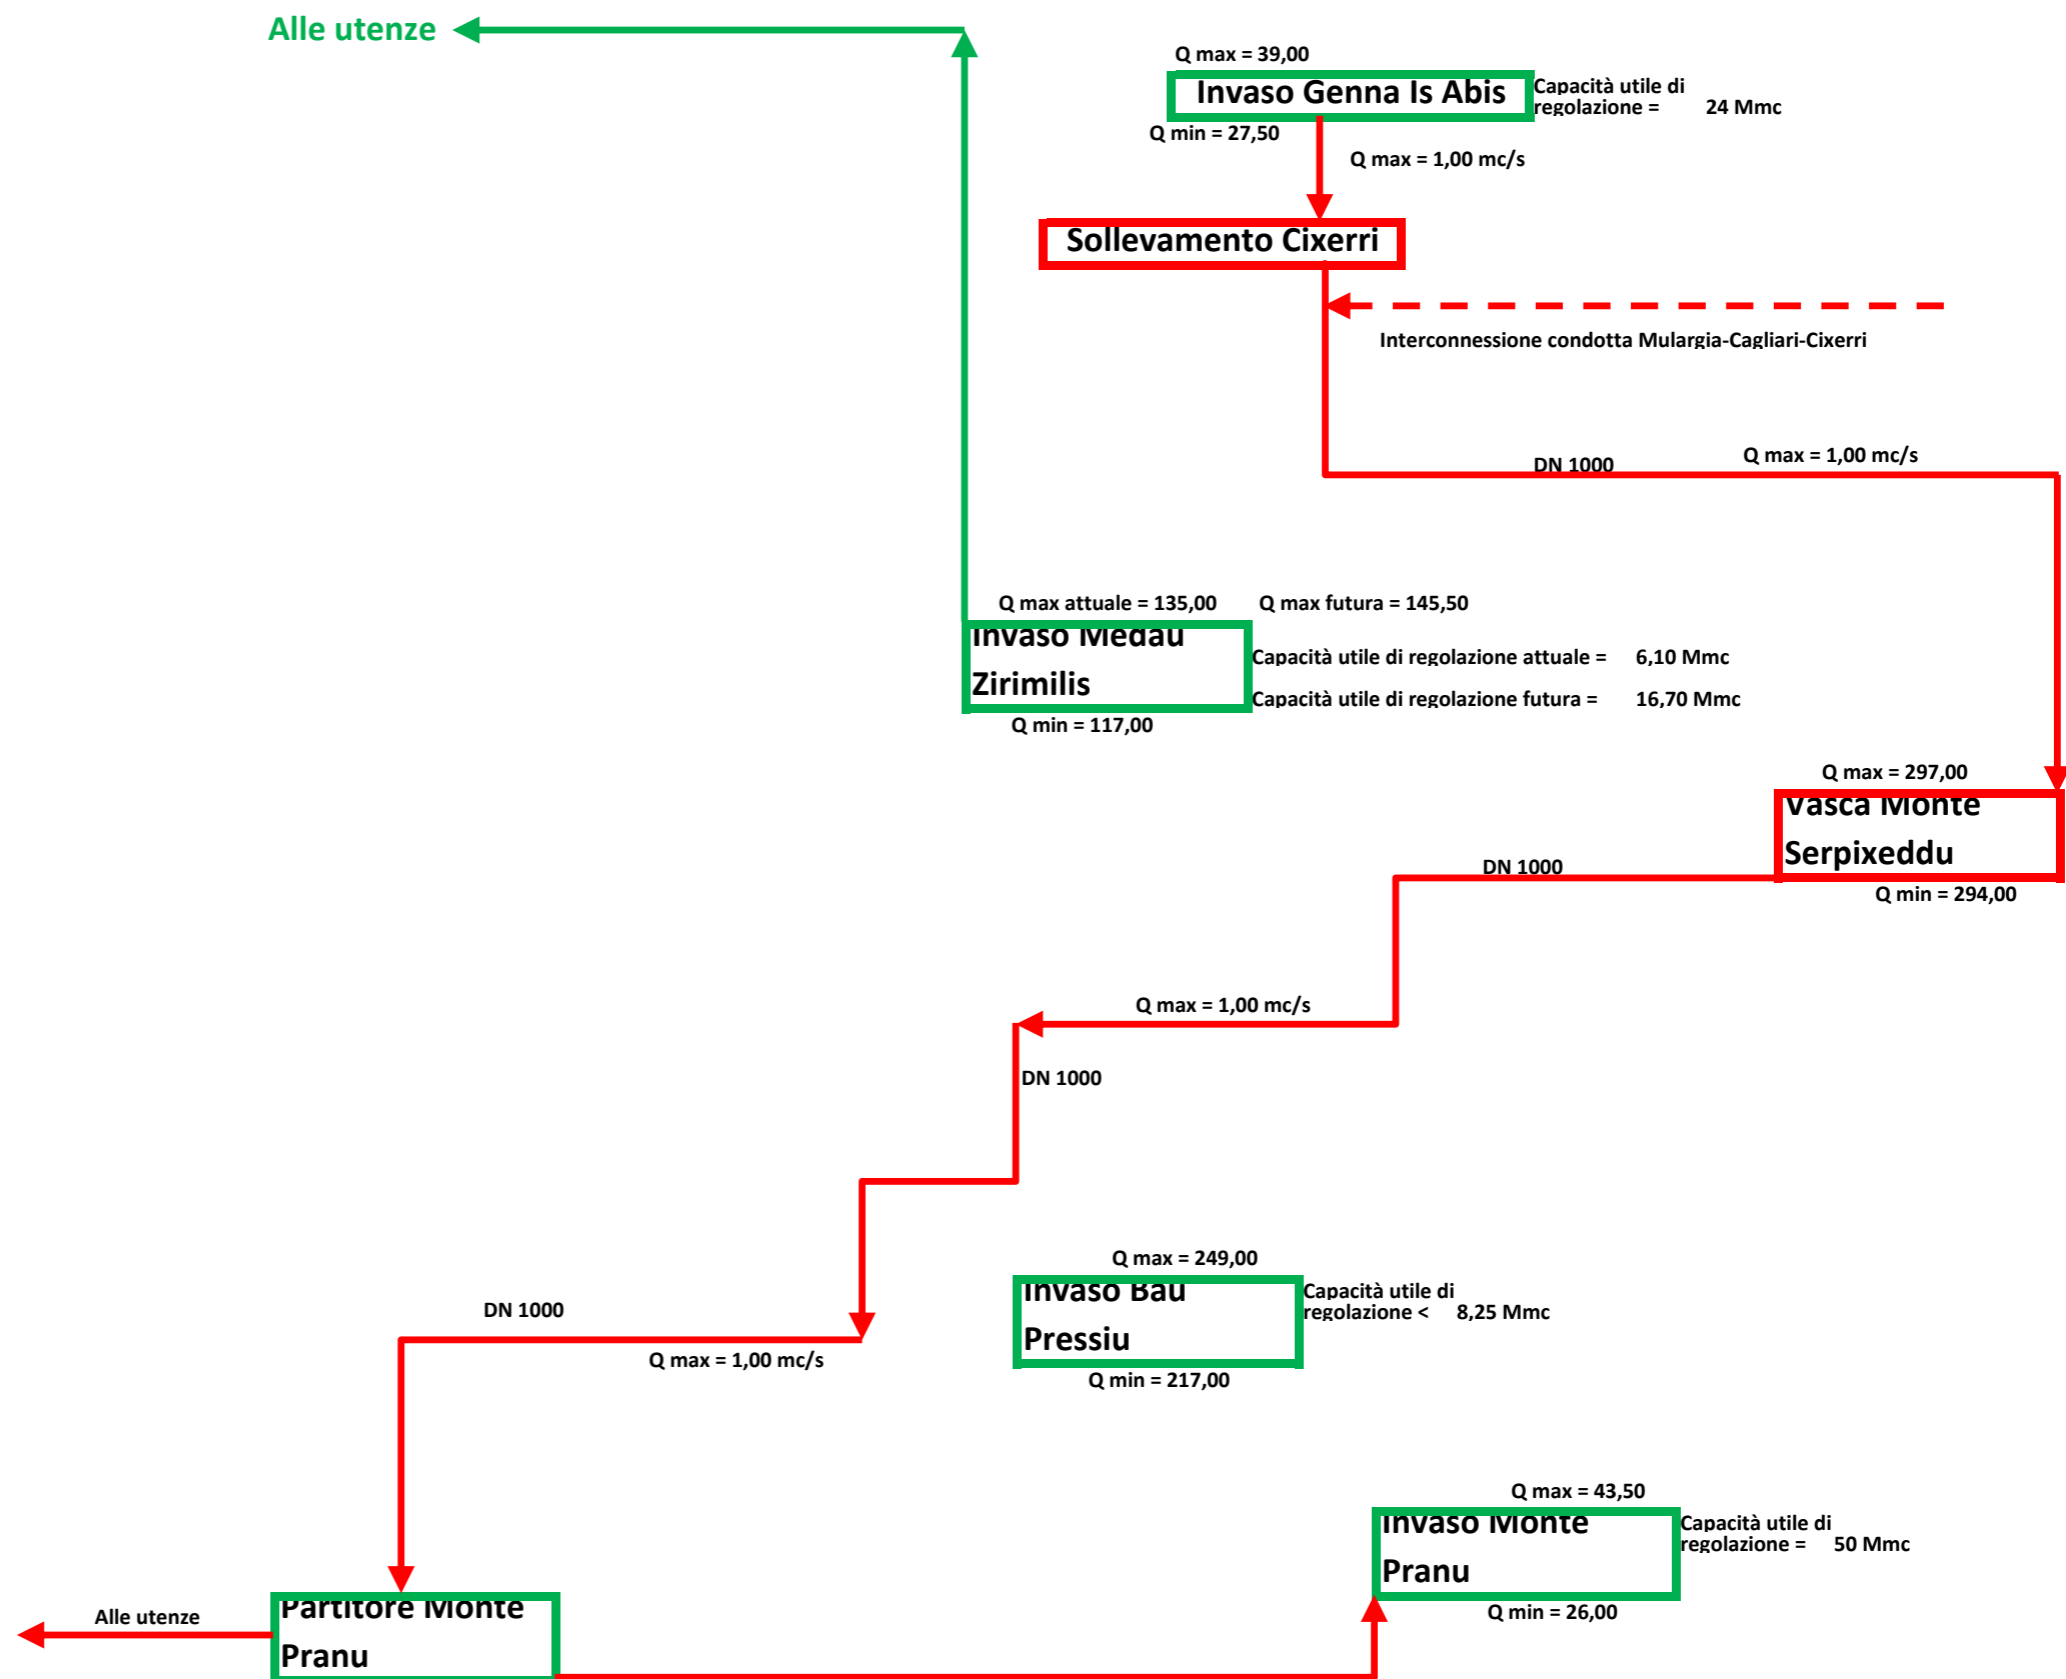 Alle utenze
Q max = 39,00
Invaso Genna Is Abis
Capacità utile di
regolazione = 24 Mmc
Q min = 27,50
Q max = 1,00 mc/s
Sollevamento Cixerri
Interconnessione condotta Mulargia-Cagliari-Cixerri
DN 1000
Q max = 1,00 mc/s
Q max attuale = 135,00
Q max futura = 145,50
Invaso Medau
Zirimilis
Capacità utile di regolazione attuale = 6,10 Mmc
Capacità utile di regolazione futura = 16,70 Mmc
Q min = 117,00
Q max = 297,00
Vasca Monte
Serpixeddu
Q min = 294,00
DN 1000
Q max = 1,00 mc/s
DN 1000
Q max = 249,00
Invaso Bau
Pressiu
Capacità utile di
regolazione < 8,25 Mmc
Q min = 217,00
DN 1000
Q max = 1,00 mc/s
Q max = 43,50
Invaso Monte
Pranu
Capacità utile di
regolazione = 50 Mmc
Q min = 26,00
Alle utenze
Partitore Monte
Pranu